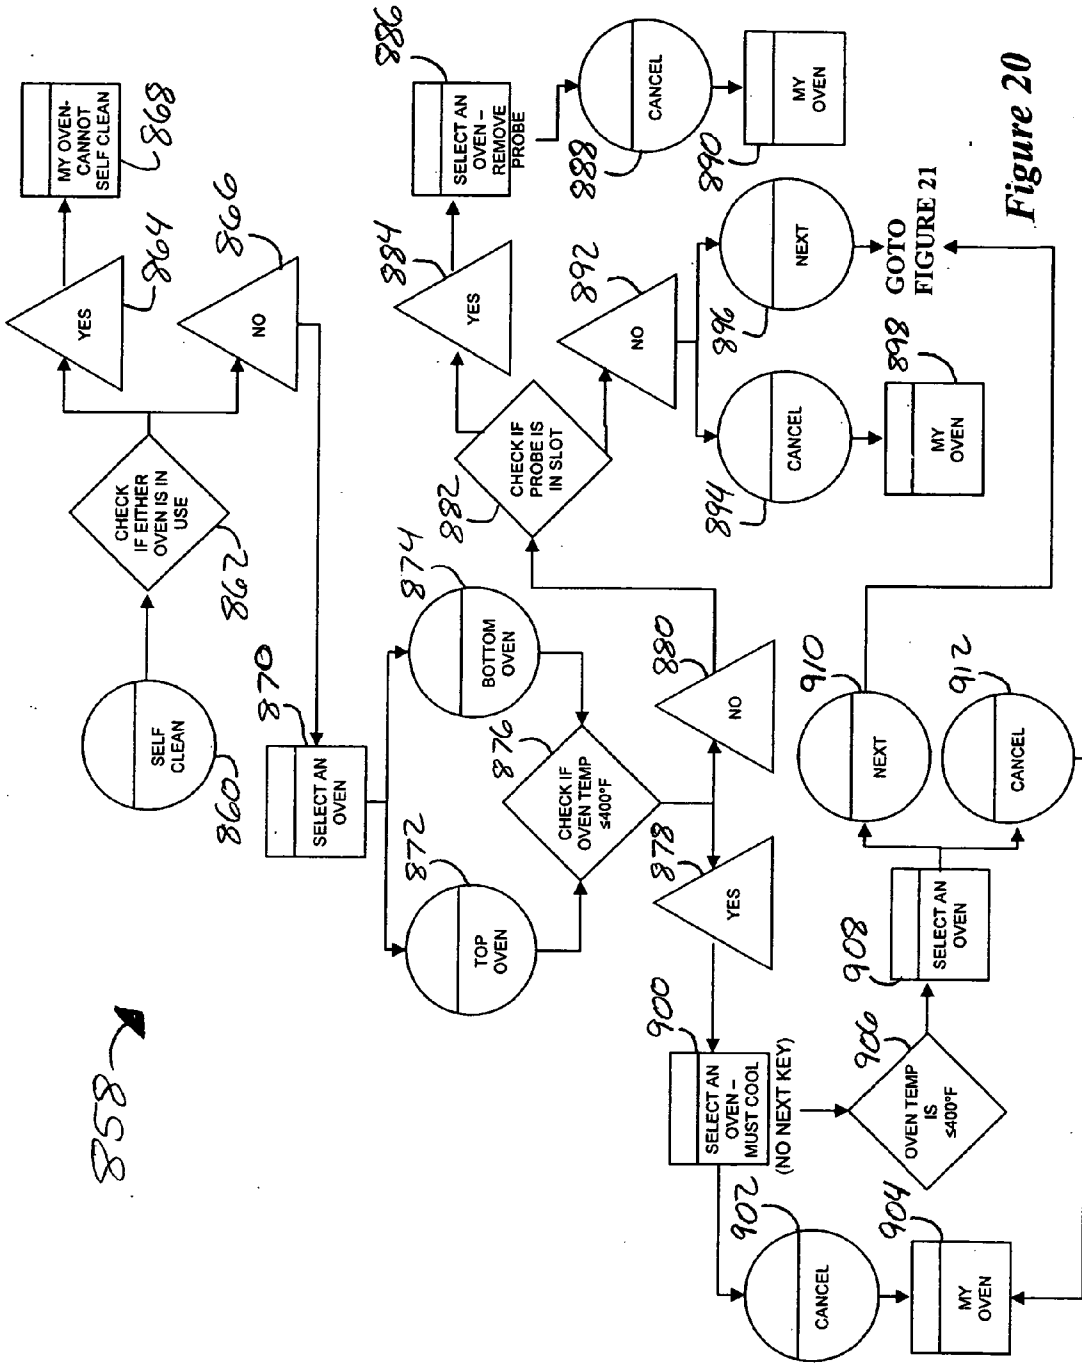 858
SELF
CLEAN
860
CHECK
IF EITHER
OVEN IS IN
USE
862
YES
864
MY OVEN-
CANNOT
SELF CLEAN
868
NO
866
SELECT AN
OVEN
870
TOP
OVEN
872
BOTTOM
OVEN
874
CHECK IF
OVEN TEMP
≤400°F
876
YES
878
NO
880
CHECK IF
PROBE IS
IN SLOT
882
YES
884
SELECT AN
OVEN –
REMOVE
PROBE
886
CANCEL
888
MY
OVEN
890
NO
892
CANCEL
894
NEXT
896
MY
OVEN
898
GOTO
FIGURE 21
SELECT AN
OVEN –
MUST COOL
900
(NO NEXT KEY)
CANCEL
902
MY
OVEN
904
OVEN TEMP
IS
≤400°F
906
SELECT AN
OVEN
908
NEXT
910
CANCEL
912
Figure 20